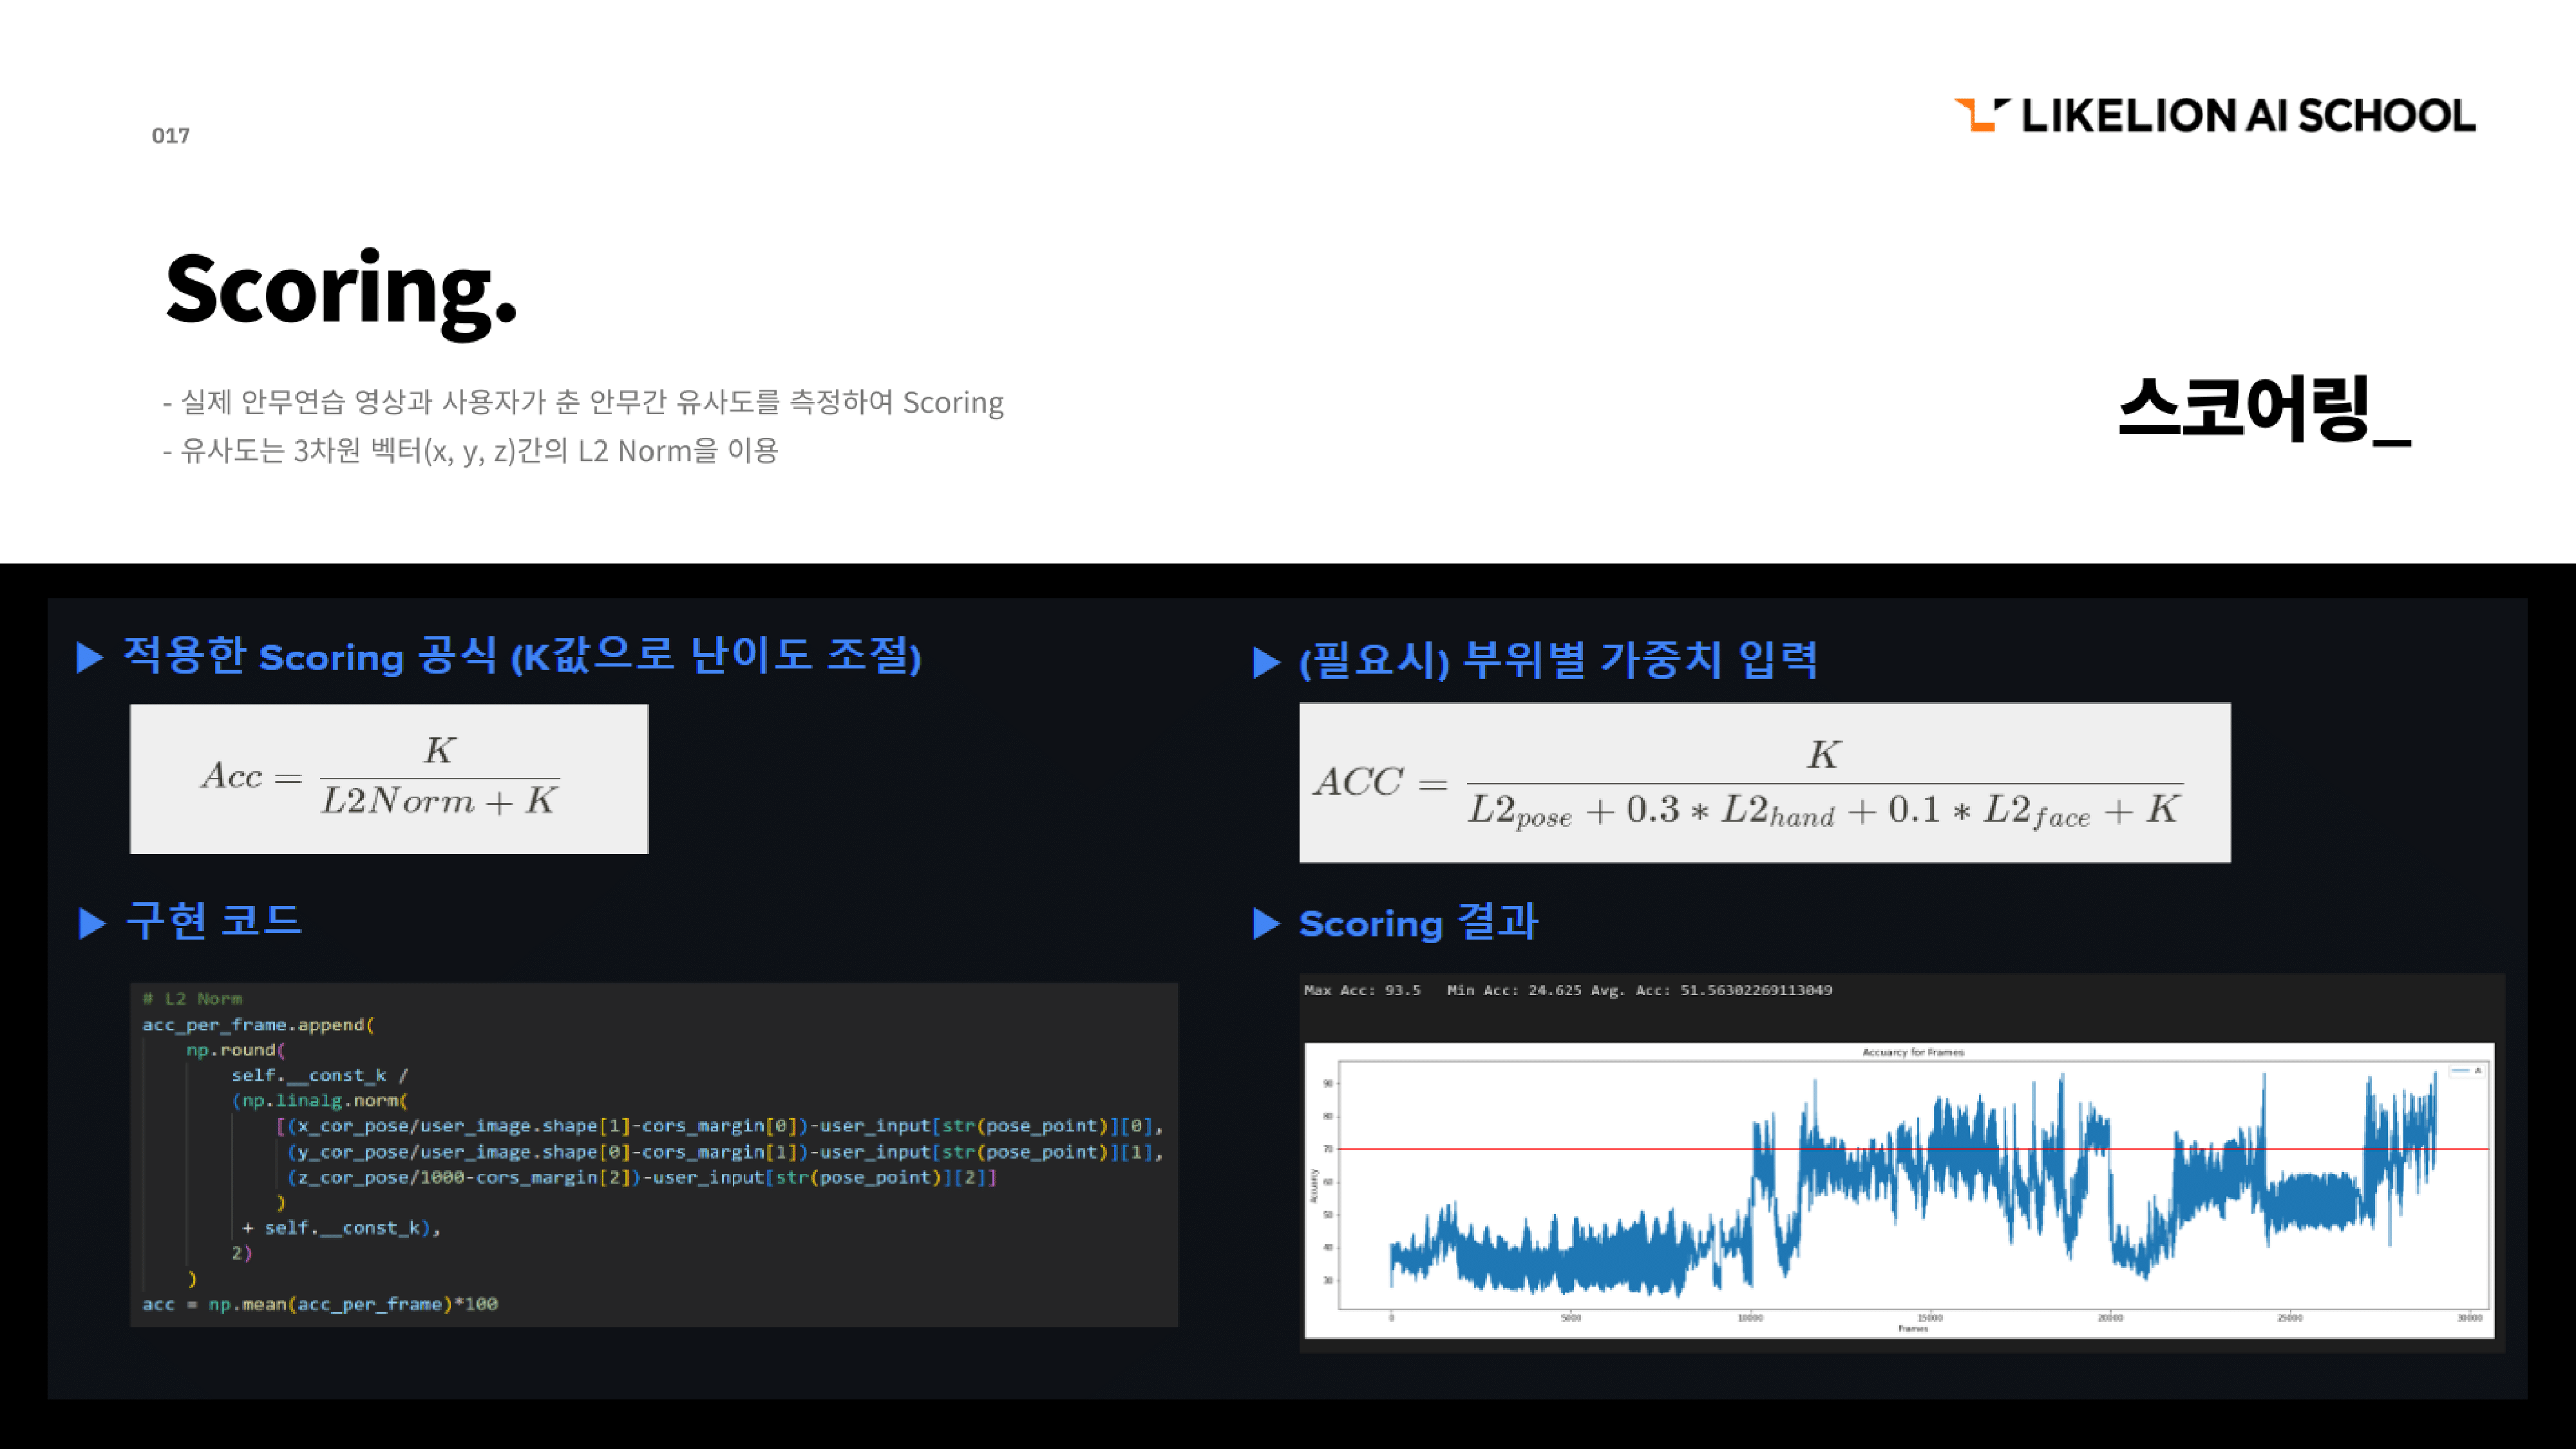 017
LIKELION AI SCHOOL
Scoring.
- 실제 안무연습 영상과 사용자가 춘 안무간 유사도를 측정하여 Scoring
- 유사도는 3차원 벡터(x, y, z)간의 L2 Norm을 이용
스코어링_
▶ 적용한 Scoring 공식 (K값으로 난이도 조절)
Acc = K / (L2Norm + K)
▶ (필요시) 부위별 가중치 입력
ACC = K / (L2pose + 0.3 * L2hand + 0.1 * L2face + K)
▶ 구현 코드
# L2 Norm
acc_per_frame.append(
np.round(
self.__const_k /
(np.linalg.norm(
[(x_cor_pose/user_image.shape[1]-cors_margin[0])-user_input[str(pose_point)][0],
(y_cor_pose/user_image.shape[0]-cors_margin[1])-user_input[str(pose_point)][1],
(z_cor_pose/1000-cors_margin[2])-user_input[str(pose_point)][2]]
)
+ self.__const_k),
2)
)
acc = np.mean(acc_per_frame)*100
▶ Scoring 결과
Max Acc: 93.5 Min Acc: 24.625 Avg. Acc: 51.56302269113049
Accuarcy for Frames
90
80
70
60
50
40
30
Accuarcy
0 5000 10000 15000 20000 25000 30000
Frames